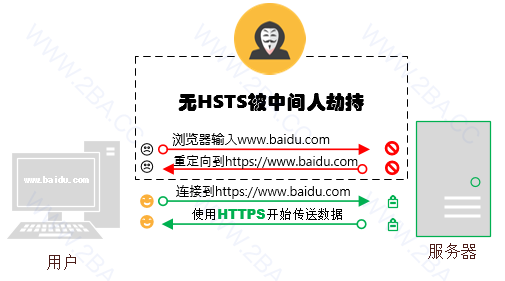 无HSTS被中间人劫持
浏览器输入www.baidu.com
重定向到https://www.baidu.com
www.baidu.com
连接到https://www.baidu.com
使用HTTPS开始传送数据
用户
服务器
WWW.2BA.CC